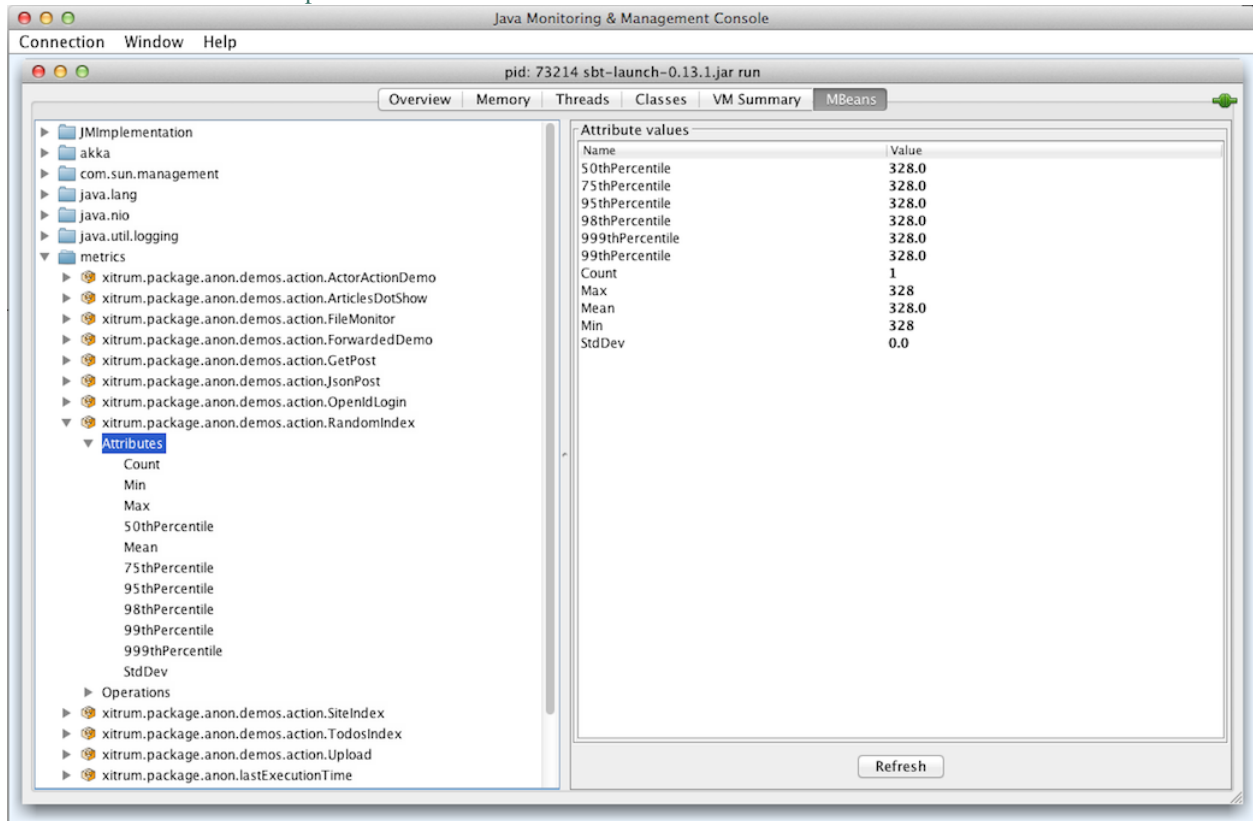 Java Monitoring & Management Console
Connection Window Help
pid: 73214 sbt-launch-0.13.1.jar run
Overview Memory Threads Classes VM Summary MBeans
JMImplementation
akka
com.sun.management
java.lang
java.nio
java.util.logging
metrics
xitrum.package.anon.demos.action.ActorActionDemo
xitrum.package.anon.demos.action.ArticlesDotShow
xitrum.package.anon.demos.action.FileMonitor
xitrum.package.anon.demos.action.ForwardedDemo
xitrum.package.anon.demos.action.GetPost
xitrum.package.anon.demos.action.JsonPost
xitrum.package.anon.demos.action.OpenIdLogin
xitrum.package.anon.demos.action.RandomIndex
Attributes
Count
Min
Max
50thPercentile
Mean
75thPercentile
95thPercentile
98thPercentile
99thPercentile
999thPercentile
StdDev
Operations
xitrum.package.anon.demos.action.SiteIndex
xitrum.package.anon.demos.action.TodosIndex
xitrum.package.anon.demos.action.Upload
xitrum.package.anon.lastExecutionTime
Attribute values
Name Value
50thPercentile 328.0
75thPercentile 328.0
95thPercentile 328.0
98thPercentile 328.0
999thPercentile 328.0
99thPercentile 328.0
Count 1
Max 328
Mean 328.0
Min 328
StdDev 0.0
Refresh